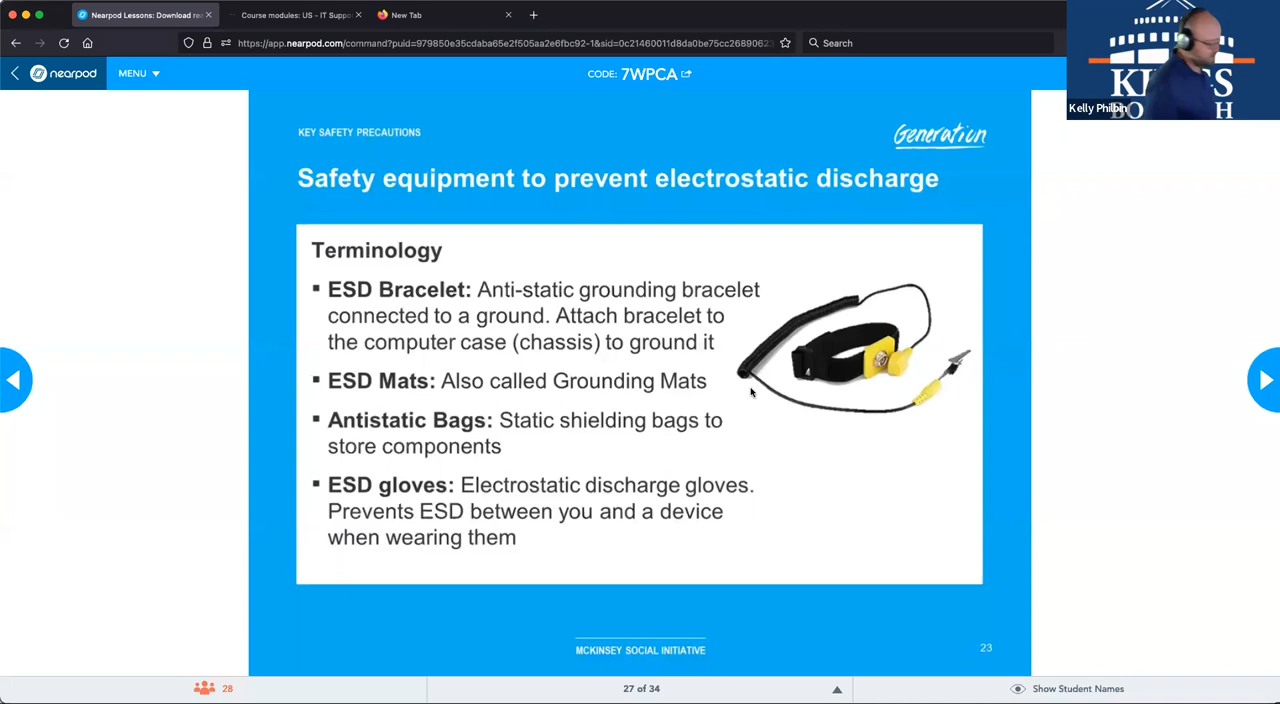 Nearpod Lessons: Download re
Course modules: US - IT Suppo
New Tab
https://app.nearpod.com/command?puid=979850e35cdaba65e2f505aa2e6fbc92-1&sid=0c21460011d8da0be75cc26890623
Search
nearpod
MENU
CODE: 7WPCA
Kelly Philbin
KEY SAFETY PRECAUTIONS
Generation
Safety equipment to prevent electrostatic discharge
Terminology
▪ ESD Bracelet: Anti-static grounding bracelet
connected to a ground. Attach bracelet to
the computer case (chassis) to ground it
▪ ESD Mats: Also called Grounding Mats
▪ Antistatic Bags: Static shielding bags to
store components
▪ ESD gloves: Electrostatic discharge gloves.
Prevents ESD between you and a device
when wearing them
MCKINSEY SOCIAL INITIATIVE
23
28
27 of 34
Show Student Names